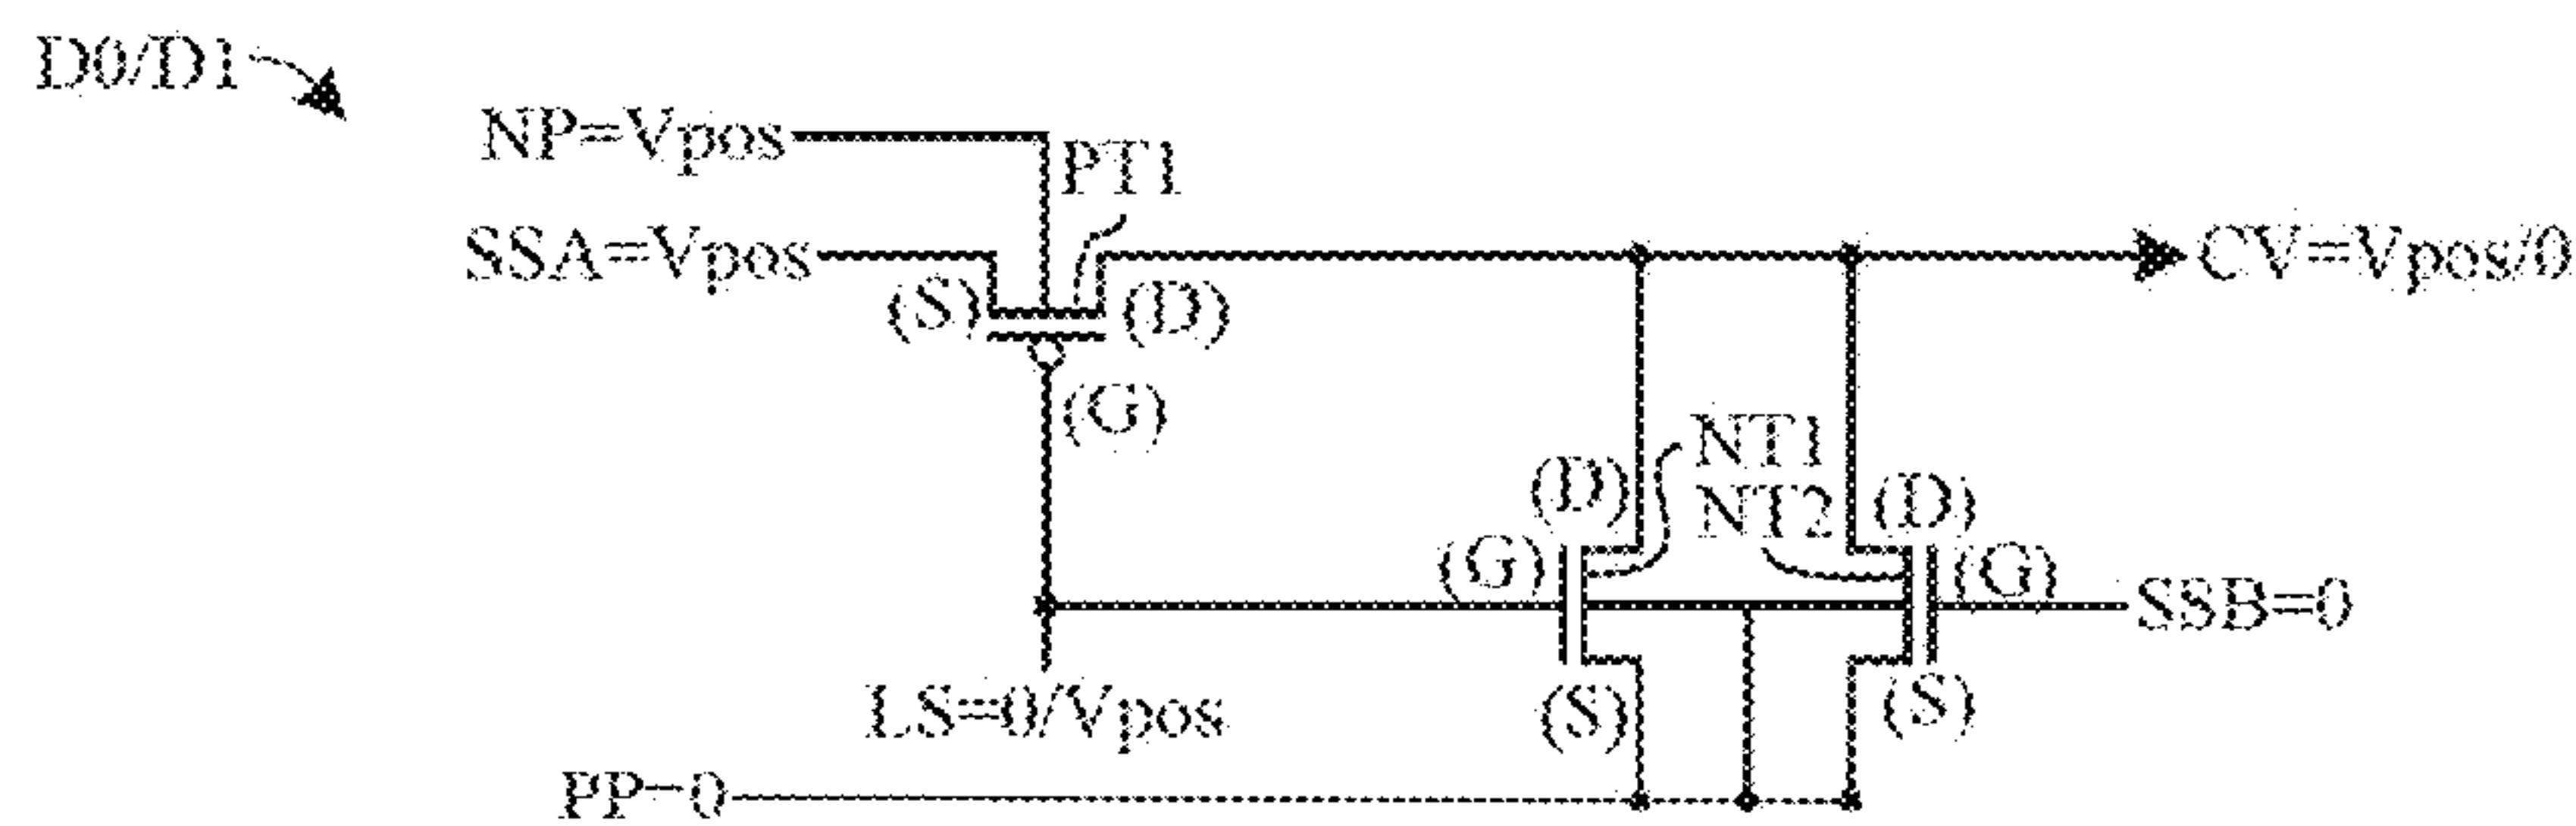 D0/D1
NP=Vpos
PT1
SSA=Vpos
CV=Vpos/0
(S)
(D)
(G)
NT1
(D)
NT2
(D)
(G)
(G)
SSB=0
LS=0/Vpos
(S)
(S)
PP=0